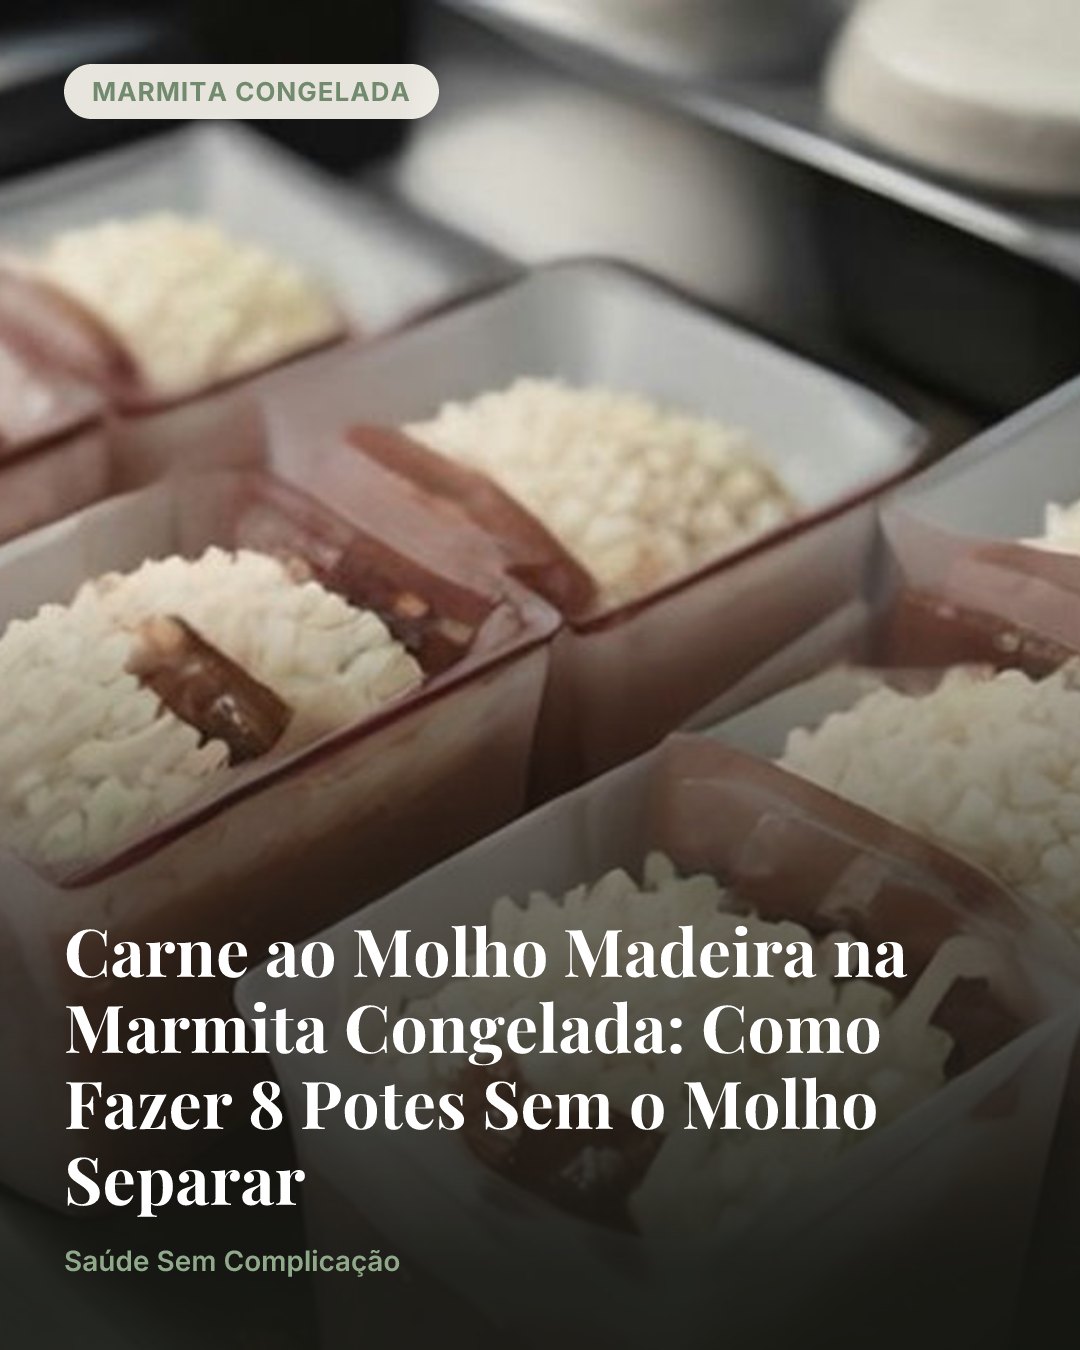 MARMITA CONGELADA
Carne ao Molho Madeira na
Marmita Congelada: Como
Fazer 8 Potes Sem o Molho
Separar
Saúde Sem Complicação